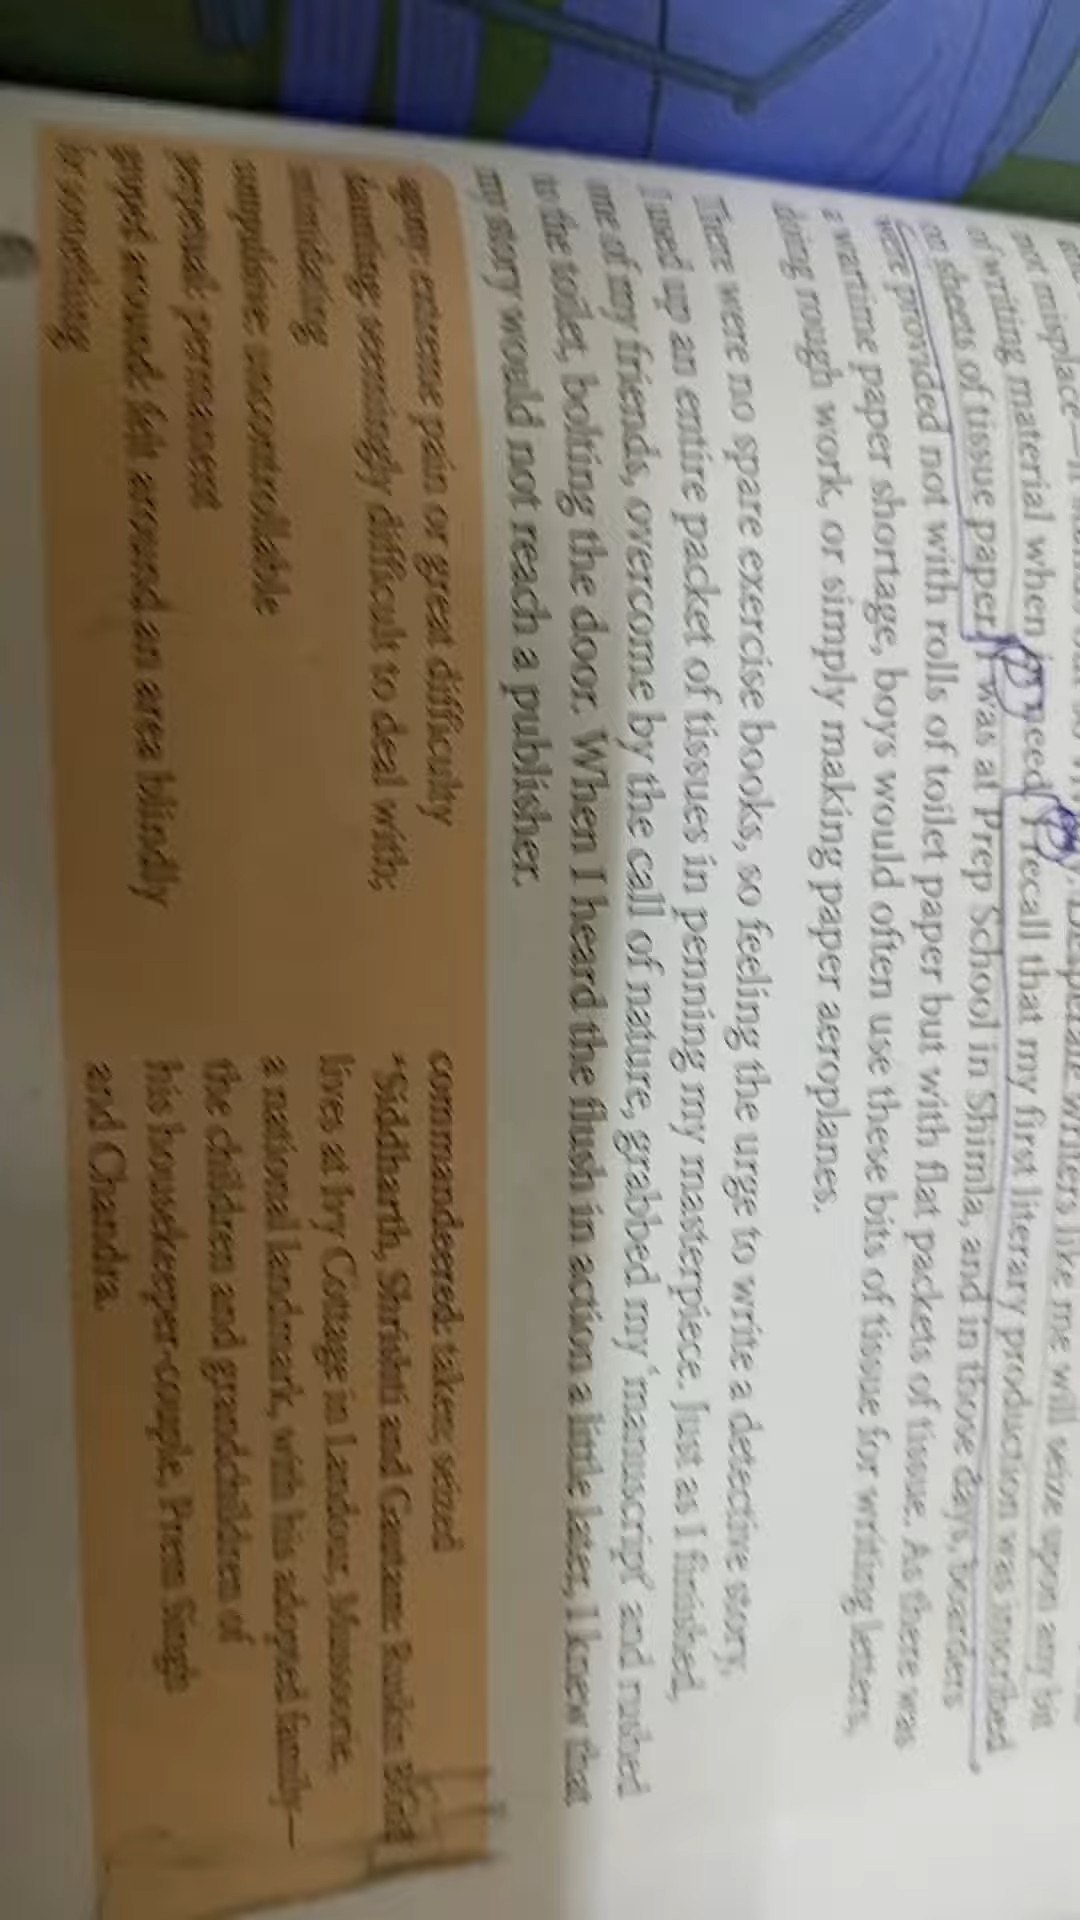 not misplace—it
writers like me will seize upon any bit
of writing material when in need. I recall that my first literary production was inscribed
on sheets of tissue paper. I was at Prep School in Shimla, and in those days, boarders
were provided not with rolls of toilet paper but with flat packets of tissue. As there was
a wartime paper shortage, boys would often use these bits of tissue for writing letters,
doing rough work, or simply making paper aeroplanes.
There were no spare exercise books, so feeling the urge to write a detective story,
I used up an entire packet of tissues in penning my masterpiece. Just as I finished,
one of my friends, overcome by the call of nature, grabbed my 'manuscript' and rushed
to the toilet, bolting the door. When I heard the flush in action a little later, I knew that
my story would not reach a publisher.
agony: extreme pain or great difficulty
daunting: seemingly difficult to deal with;
intimidating
compulsive: uncontrollable
perpetual: permanent
groped around: felt around an area blindly
for something
commandeered: takes; seized
*Siddharth, Shrishti and Gautam: Ruskin Bond
lives at Ivy Cottage in Landour, Mussoorie,
a national landmark, with his adopted family—
the children and grandchildren of
his housekeeper-couple, Prem Singh
and Chandra.